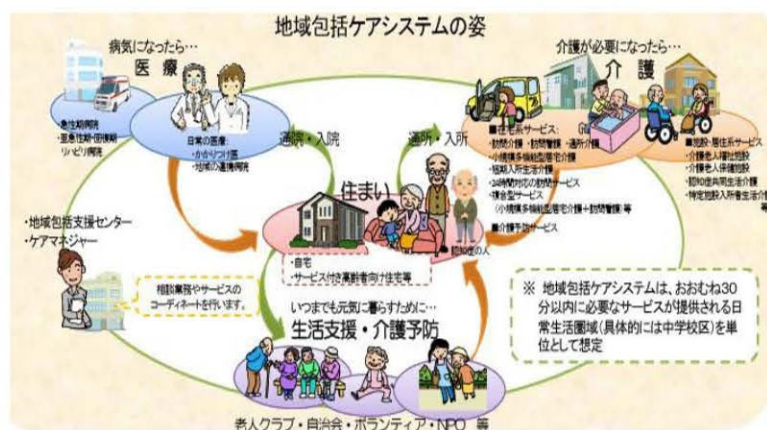 地域包括ケアシステムの姿
病気になったら…
医療
・急性期病院
・亜急性期・回復期
リハビリ病院
日常の医療:
・かかりつけ医
・地域の連携病院
通院・入院
通所・入所
介護が必要になったら…
介護
■在宅系サービス:
・訪問介護・訪問看護・通所介護
・小規模多機能型居宅介護
・短期入所生活介護
・24時間対応の訪問サービス
・複合型サービス
(小規模多機能型居宅介護+訪問看護)等
■介護予防サービス
■施設・居住系サービス
・介護老人福祉施設
・介護老人保健施設
・認知症共同生活介護
・特定施設入所者生活介護
等
住まい
・自宅
・サービス付き高齢者向け住宅等
認知症の人
・地域包括支援センター
・ケアマネジャー
相談業務やサービスの
コーディネートを行います。
いつまでも元気に暮らすために…
生活支援・介護予防
老人クラブ・自治会・ボランティア・NPO 等
※ 地域包括ケアシステムは、おおむね30
分以内に必要なサービスが提供される日
常生活圏域(具体的には中学校区)を単
位として想定